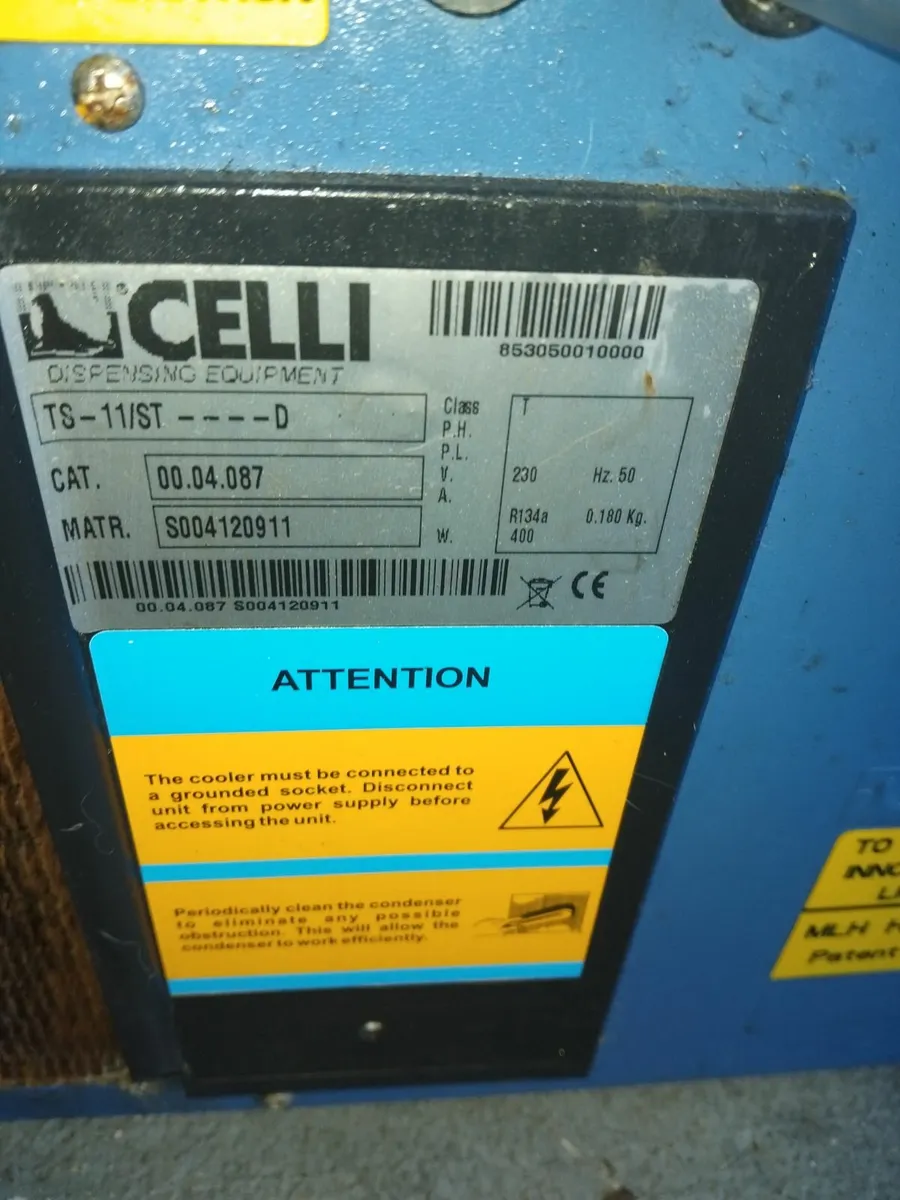 CELLI
DISPENSING EQUIPMENT
853050010000
TS-11/ST ----D
CAT. 00.04.087
MATR. S004120911
Class T
P.H.
P.L.
V. 230 Hz. 50
A.
R134a 0.180 Kg.
W. 400
00.04.087 S004120911
CE
ATTENTION
The cooler must be connected to
a grounded socket. Disconnect
unit from power supply before
accessing the unit.
Periodically clean the condenser
to eliminate any possible
obstruction. This will allow the
condenser to work efficiently.
TO
INNO
LI
MLH
Patent